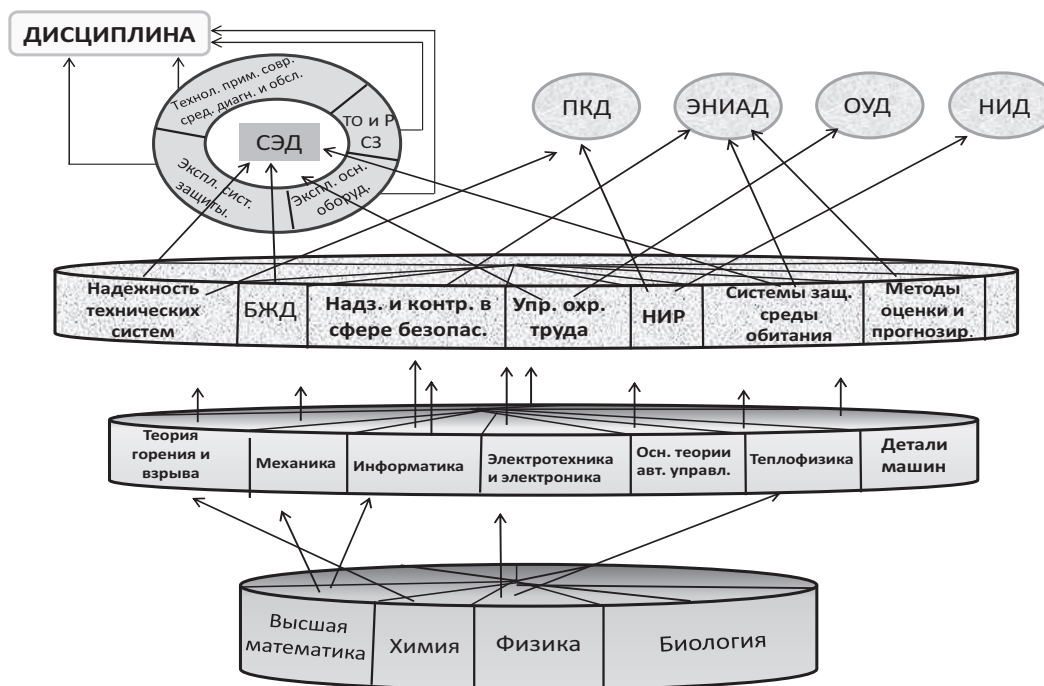 ДИСЦИПЛИНА
Технол. прим. совр.
сред. диагн. и обсл.
ТО и Р
СЗ
СЭД
Экспл. сист.
защиты.
Экспл. осн.
оборуд.
ПКД
ЭНИАД
ОУД
НИД
Надежность
технических
систем
БЖД
Надз. и контр. в
сфере безопас.
Упр. охр.
труда
НИР
Системы защ.
среды
обитания
Методы
оценки и
прогнозир.
Теория
горения и
взрыва
Механика
Информатика
Электротехника
и электроника
Осн. теории
авт. управл.
Теплофизика
Детали
машин
Высшая
математика
Химия
Физика
Биология